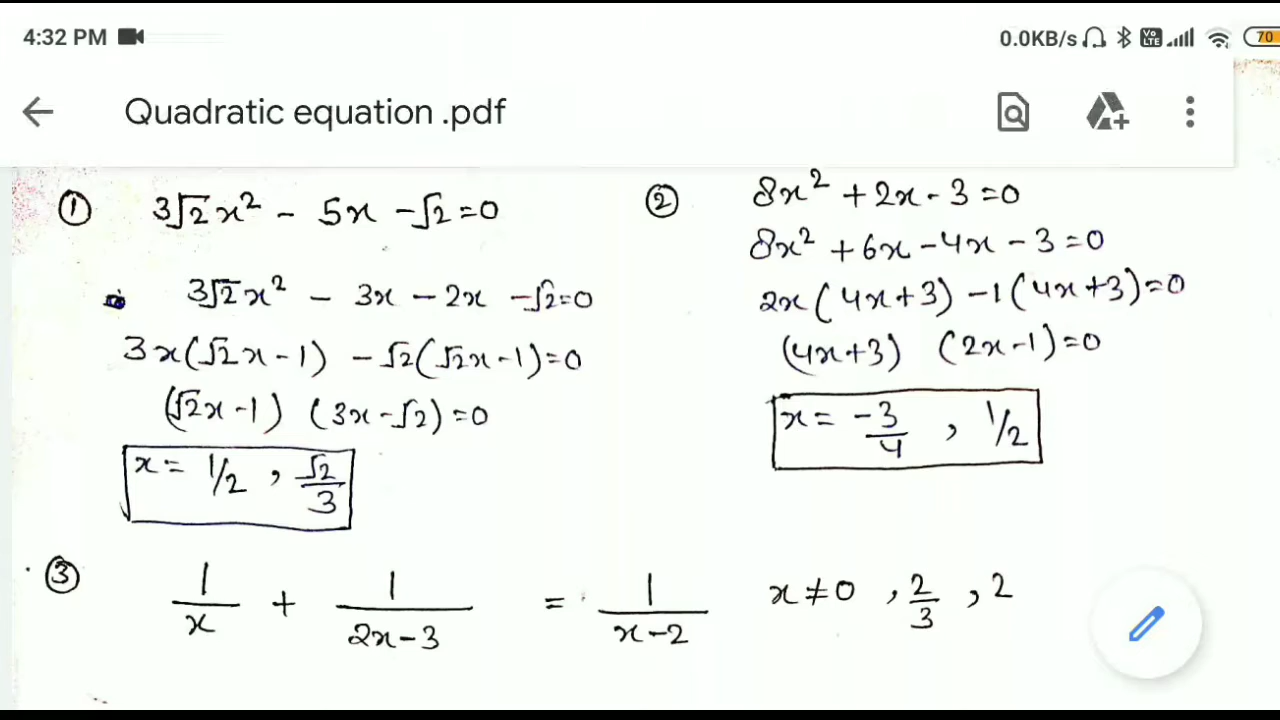 4:32 PM 0.0KB/s Vo LTE 70
Quadratic equation .pdf
① 3√2x² - 5x - √2 = 0
3√2x² - 3x - 2x - √2 = 0
3x(√2x - 1) - √2(√2x - 1) = 0
(√2x - 1) (3x - √2) = 0
x = 1/2 , √2/3
② 8x² + 2x - 3 = 0
8x² + 6x - 4x - 3 = 0
2x(4x + 3) - 1(4x + 3) = 0
(4x + 3) (2x - 1) = 0
x = -3/4 , 1/2
③ 1/x + 1/(2x - 3) = 1/(x - 2) x ≠ 0 , 2/3 , 2